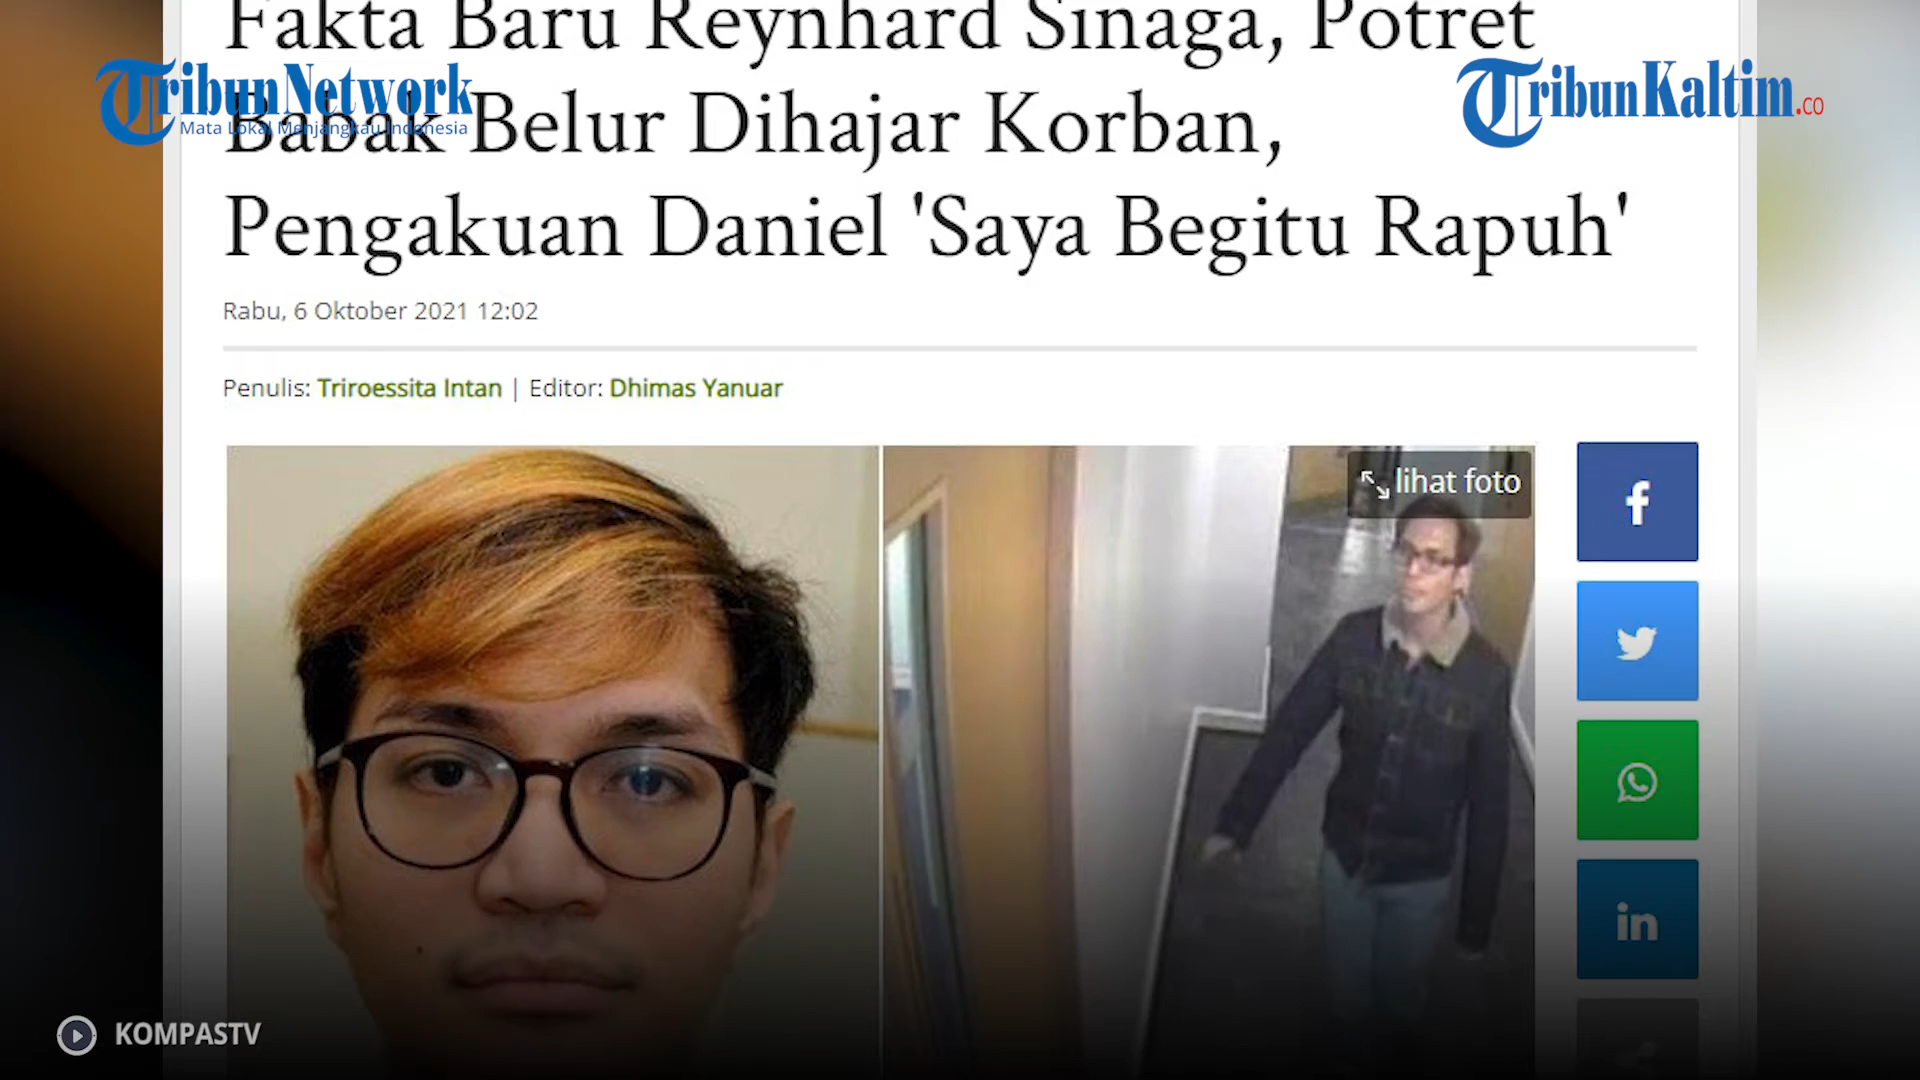 Fakta Baru Reynhard Sinaga, Potret
TribunNetwork
Mata Lokal Menjangkau Indonesia
TribunKaltim.co
Babak Belur Dihajar Korban,
Pengakuan Daniel 'Saya Begitu Rapuh'
Rabu, 6 Oktober 2021 12:02
Penulis: Triroessita Intan | Editor: Dhimas Yanuar
lihat foto
f
in
KOMPASTV